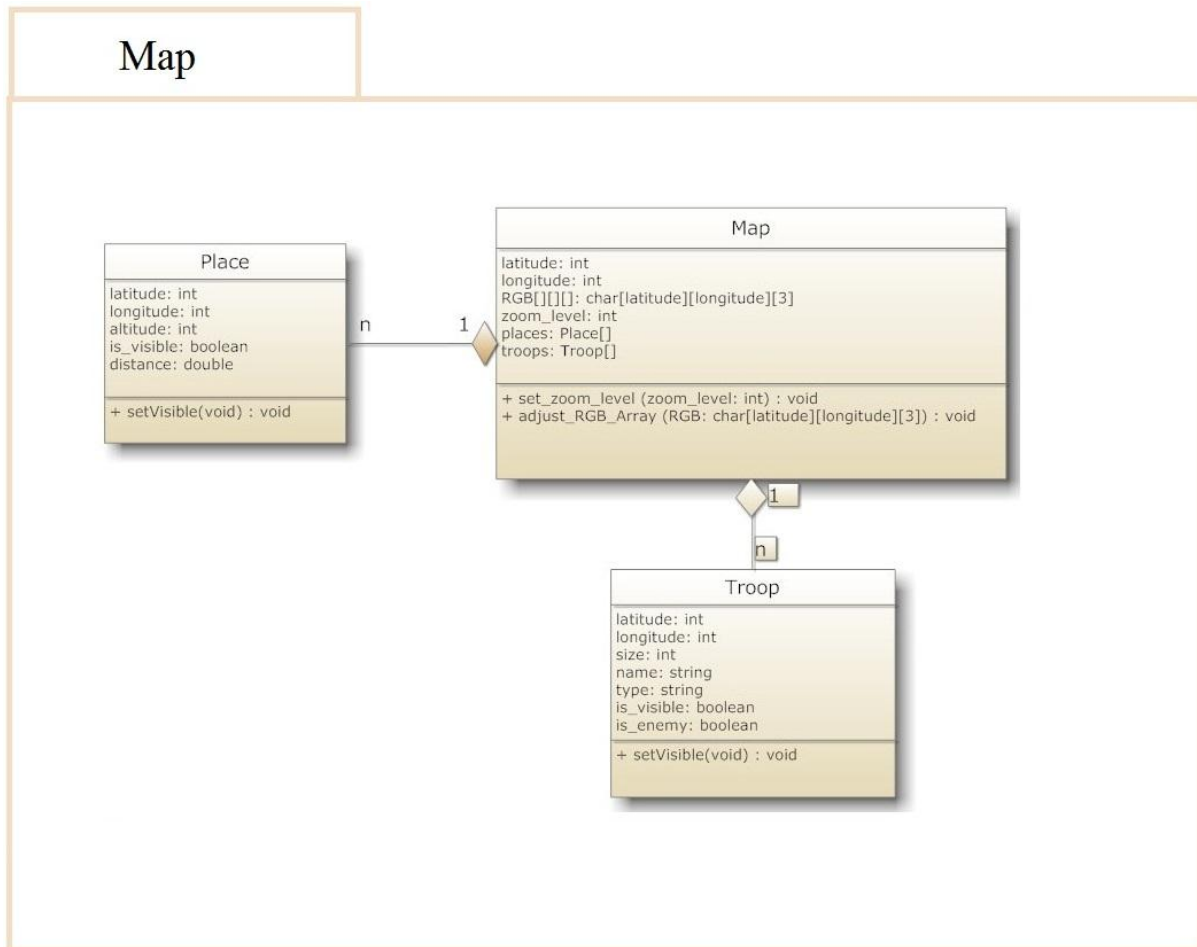 Map
Place
latitude: int
longitude: int
altitude: int
is_visible: boolean
distance: double
+ setVisible(void) : void
n
1
Map
latitude: int
longitude: int
RGB[][][]: char[latitude][longitude][3]
zoom_level: int
places: Place[]
troops: Troop[]
+ set_zoom_level (zoom_level: int) : void
+ adjust_RGB_Array (RGB: char[latitude][longitude][3]) : void
1
n
Troop
latitude: int
longitude: int
size: int
name: string
type: string
is_visible: boolean
is_enemy: boolean
+ setVisible(void) : void